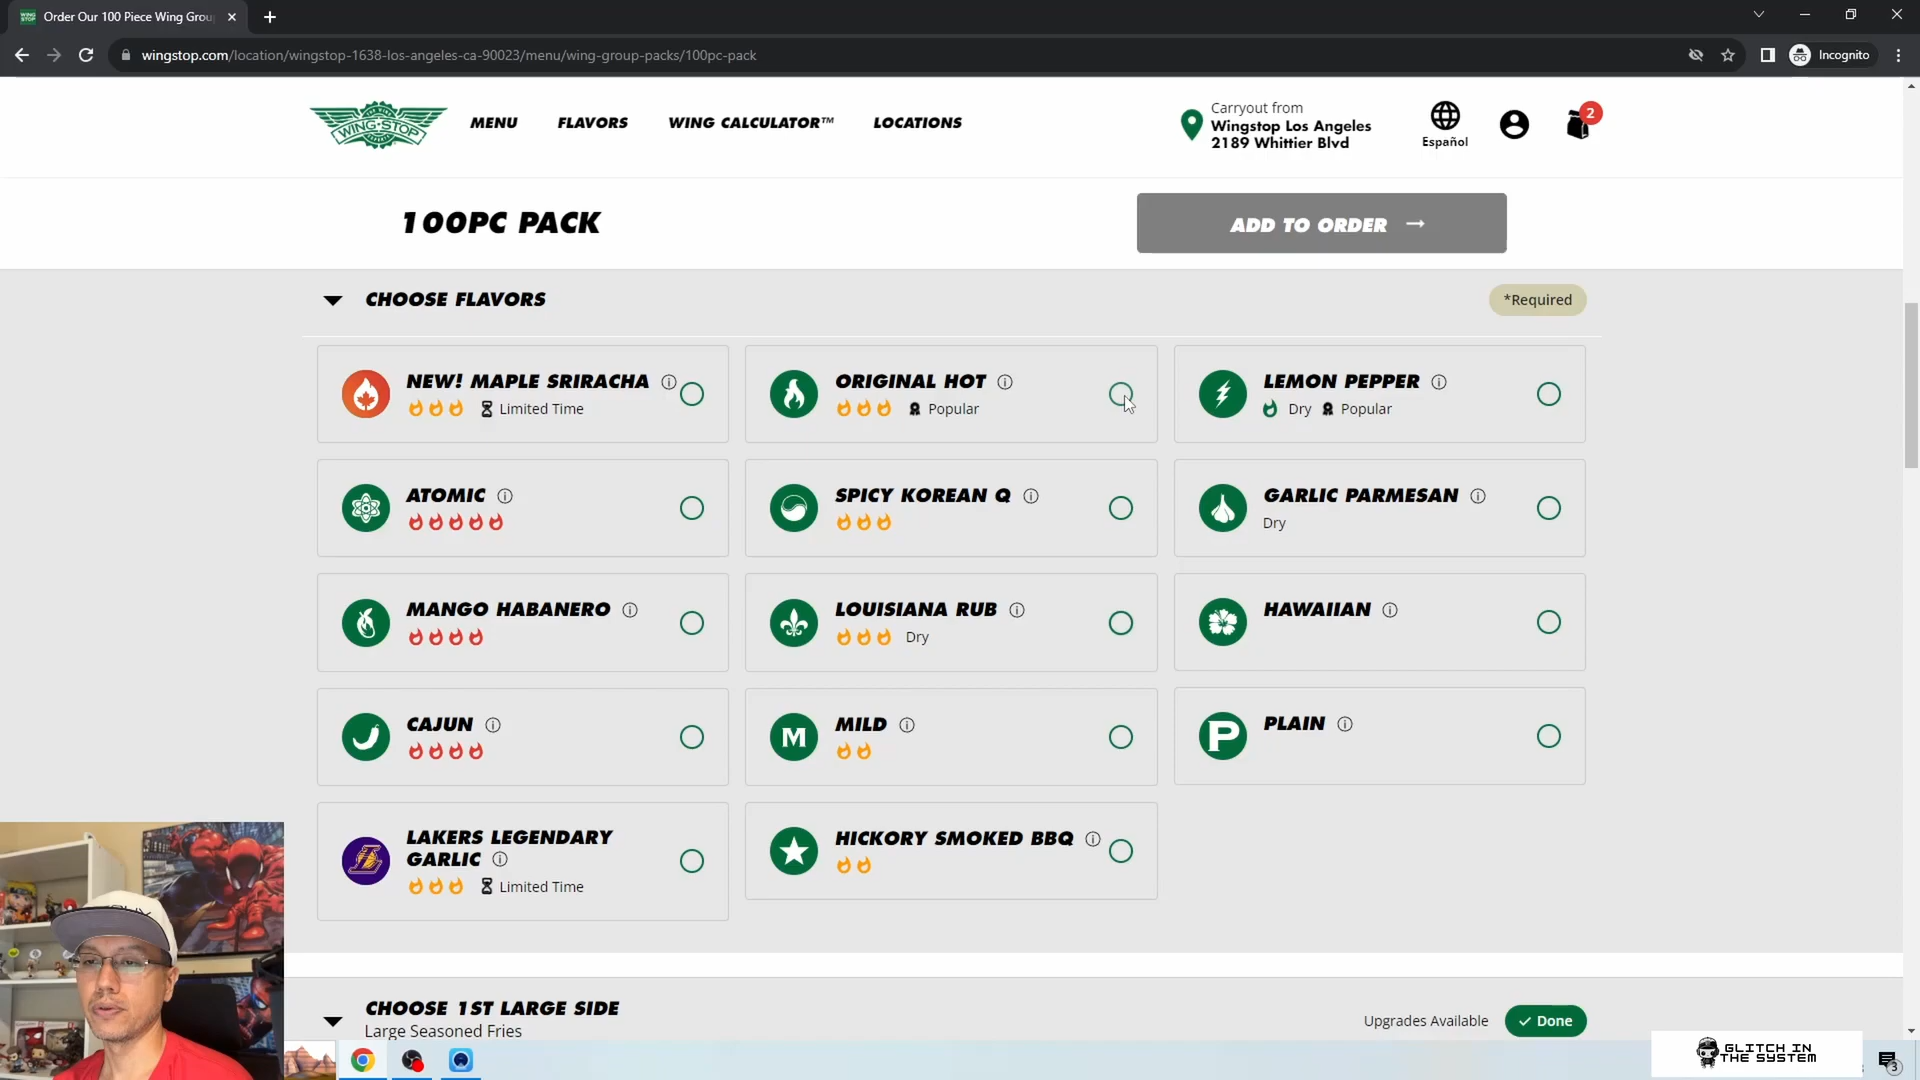 Order Our 100 Piece Wing Grou
wingstop.com/location/wingstop-1638-los-angeles-ca-90023/menu/wing-group-packs/100pc-pack
Incognito
WING STOP
MENU
FLAVORS
WING CALCULATOR™
LOCATIONS
Carryout from
Wingstop Los Angeles
2189 Whittier Blvd
Español
2
100PC PACK
ADD TO ORDER →
CHOOSE FLAVORS
*Required
NEW! MAPLE SRIRACHA
Limited Time
ORIGINAL HOT
Popular
LEMON PEPPER
Dry Popular
ATOMIC
SPICY KOREAN Q
GARLIC PARMESAN
Dry
MANGO HABANERO
LOUISIANA RUB
Dry
HAWAIIAN
CAJUN
M
MILD
P
PLAIN
LAKERS LEGENDARY
GARLIC
Limited Time
HICKORY SMOKED BBQ
CHOOSE 1ST LARGE SIDE
Large Seasoned Fries
Upgrades Available
Done
GLITCH IN
THE SYSTEM
3